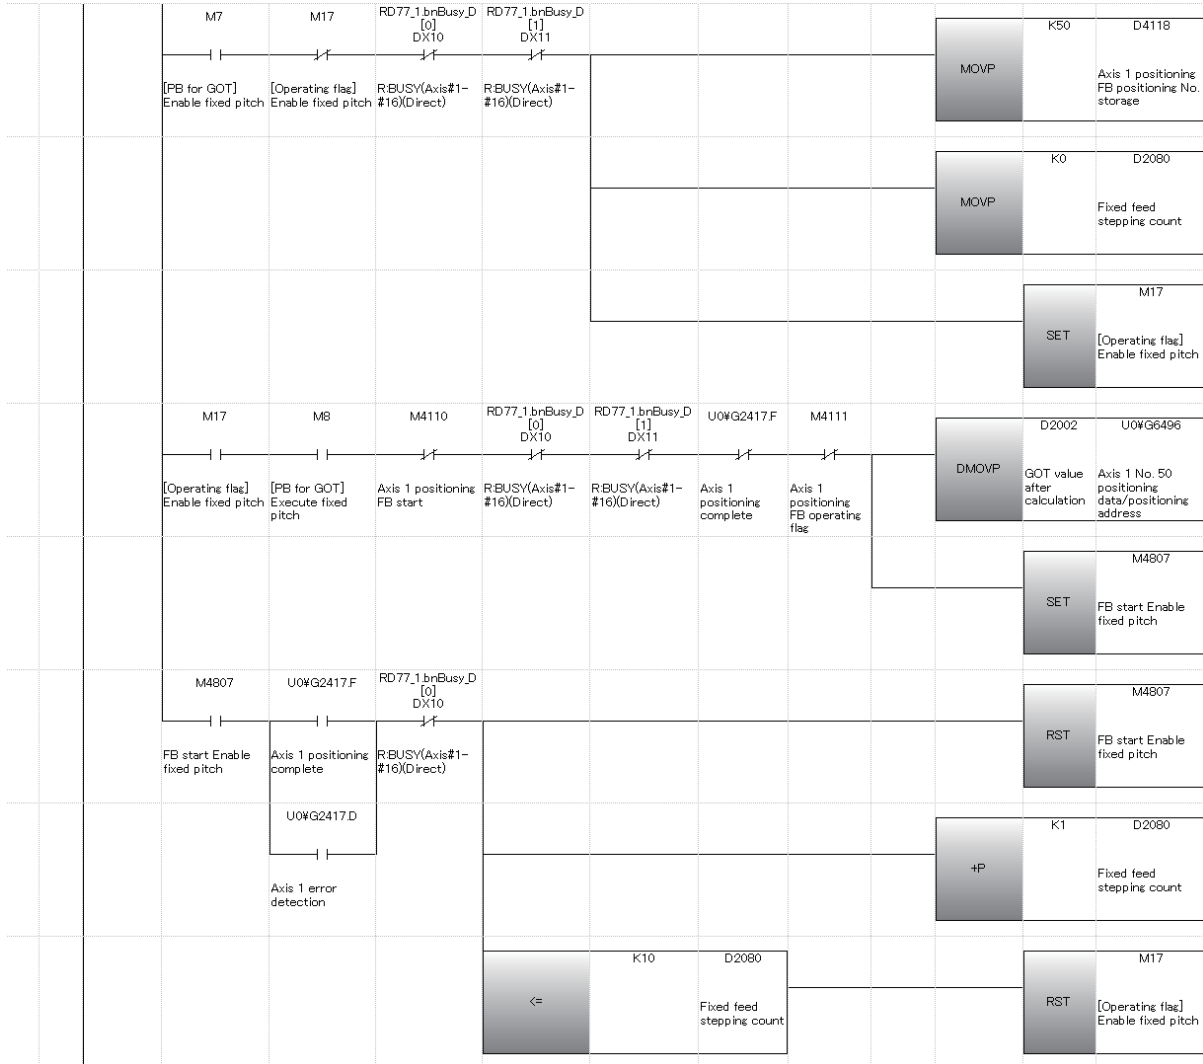 M7
M17
RD77_1.bnBusy_D
[0]
DX10
RD77_1.bnBusy_D
[1]
DX11
[PB for GOT]
Enable fixed pitch
[Operating flag]
Enable fixed pitch
R:BUSY(Axis#1-
#16)(Direct)
R:BUSY(Axis#1-
#16)(Direct)
MOVP
K50
D4118
Axis 1 positioning
FB positioning No.
storage
MOVP
K0
D2080
Fixed feed
stepping count
SET
M17
[Operating flag]
Enable fixed pitch
M17
M8
M4110
RD77_1.bnBusy_D
[0]
DX10
RD77_1.bnBusy_D
[1]
DX11
U0¥G2417.F
M4111
[Operating flag]
Enable fixed pitch
[PB for GOT]
Execute fixed
pitch
Axis 1 positioning
FB start
R:BUSY(Axis#1-
#16)(Direct)
R:BUSY(Axis#1-
#16)(Direct)
Axis 1
positioning
complete
Axis 1
positioning
FB operating
flag
DMOVP
D2002
U0¥G6496
GOT value
after
calculation
Axis 1 No. 50
positioning
data/positioning
address
SET
M4807
FB start Enable
fixed pitch
M4807
U0¥G2417.F
RD77_1.bnBusy_D
[0]
DX10
FB start Enable
fixed pitch
Axis 1 positioning
complete
R:BUSY(Axis#1-
#16)(Direct)
RST
M4807
FB start Enable
fixed pitch
U0¥G2417.D
Axis 1 error
detection
+P
K1
D2080
Fixed feed
stepping count
<=
K10
D2080
Fixed feed
stepping count
RST
M17
[Operating flag]
Enable fixed pitch